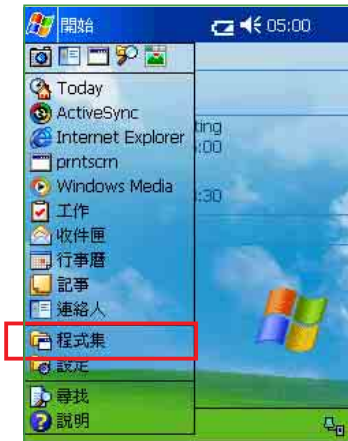 開始 05:00
Today
ActiveSync
Internet Explorer
ting
:00
prntscrn
Windows Media
:30
工作
收件匣
行事曆
記事
連絡人
程式集
設定
尋找
說明